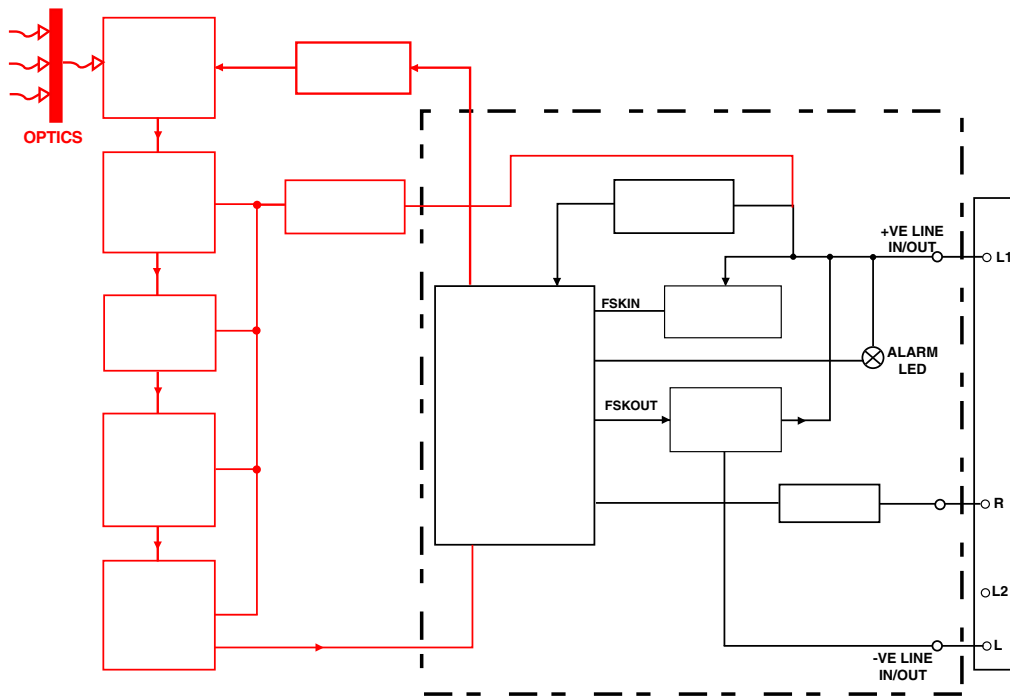 OPTICS
+VE LINE
IN/OUT
L1
FSKIN
ALARM
LED
FSKOUT
R
L2
L
-VE LINE
IN/OUT